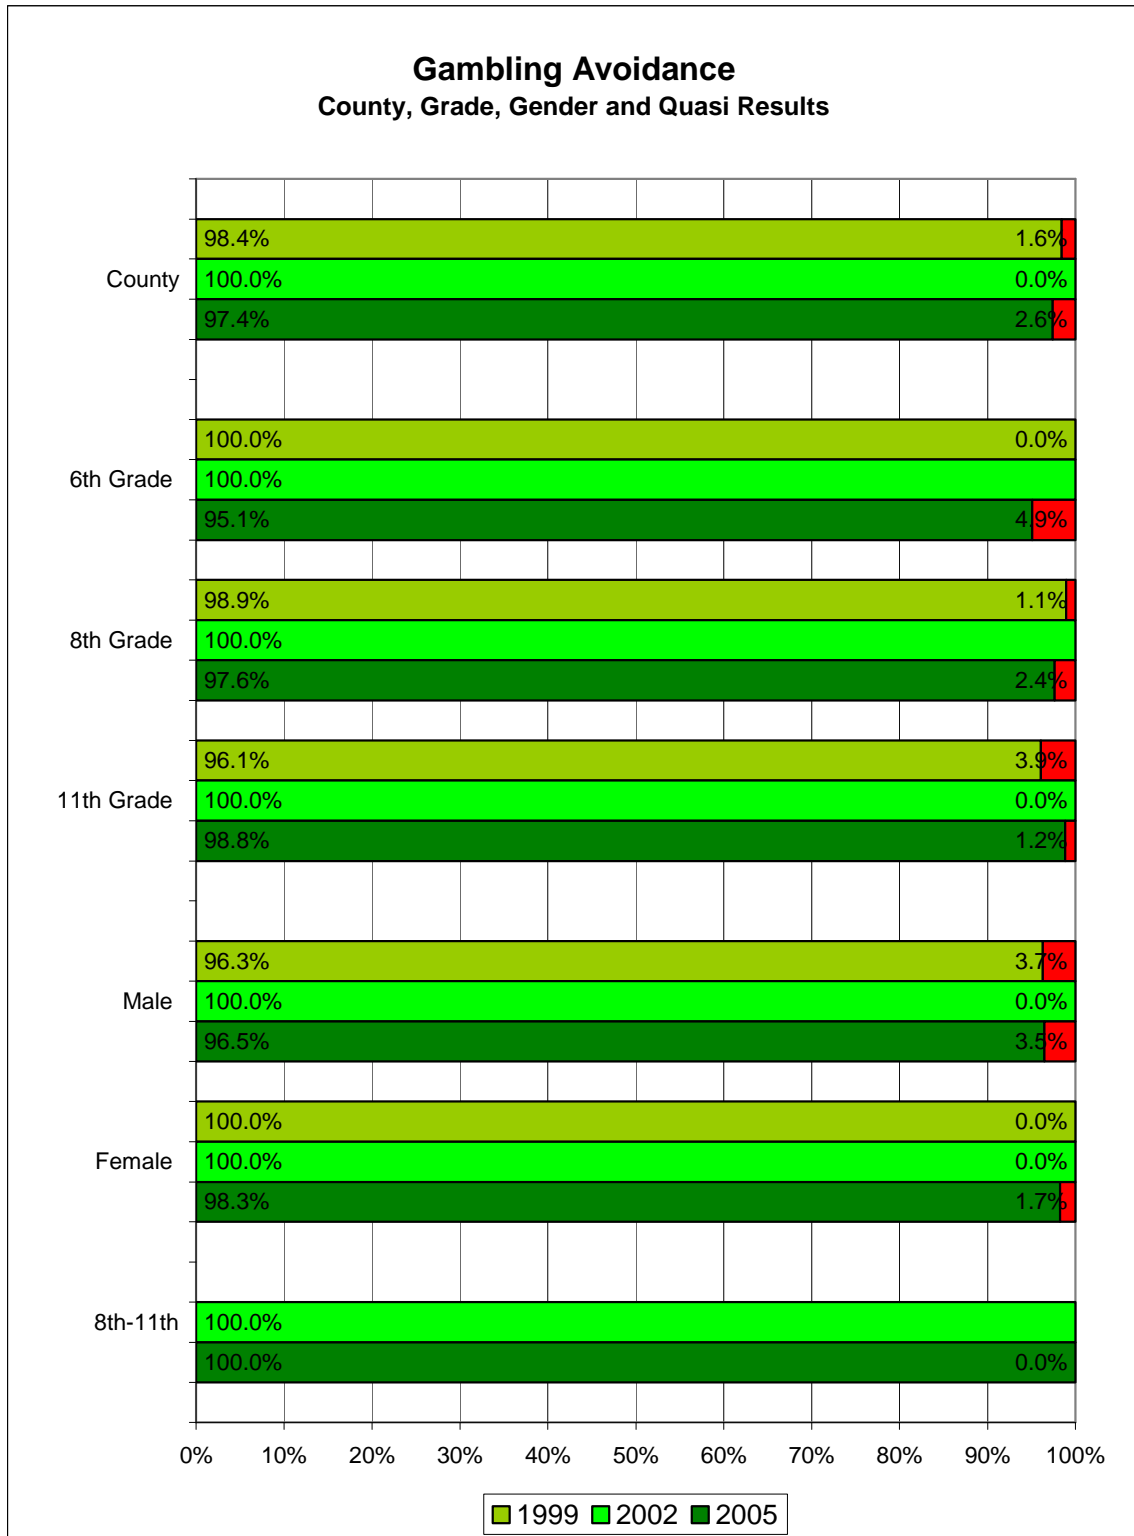 Gambling Avoidance
County, Grade, Gender and Quasi Results
98.4% 1.6%
County 100.0% 0.0%
97.4% 2.6%
100.0% 0.0%
6th Grade 100.0%
95.1% 4.9%
98.9% 1.1%
8th Grade 100.0%
97.6% 2.4%
96.1% 3.9%
11th Grade 100.0% 0.0%
98.8% 1.2%
96.3% 3.7%
Male 100.0% 0.0%
96.5% 3.5%
100.0% 0.0%
Female 100.0% 0.0%
98.3% 1.7%
8th-11th 100.0%
100.0% 0.0%
0% 10% 20% 30% 40% 50% 60% 70% 80% 90% 100%
1999 2002 2005